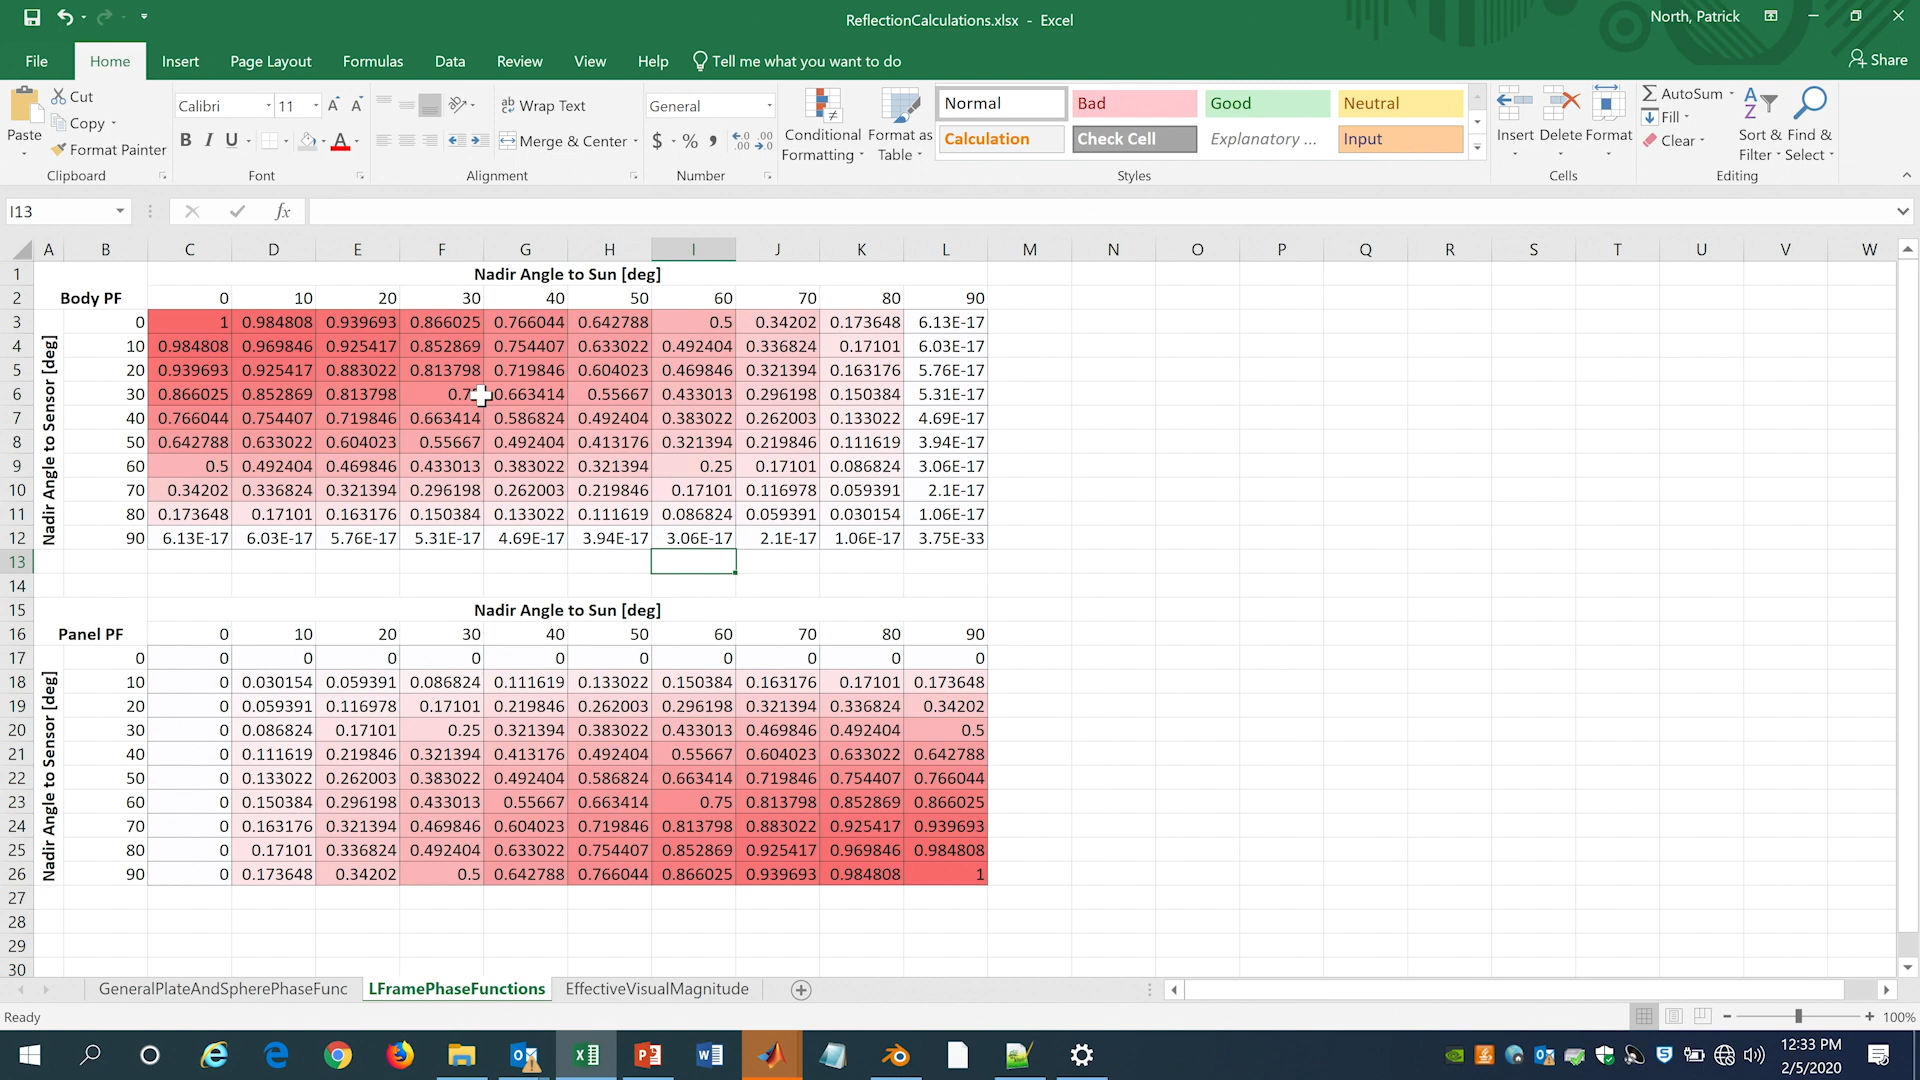 ReflectionCalculations.xlsx - Excel
North, Patrick
File Home Insert Page Layout Formulas Data Review View Help Tell me what you want to do
Share
Paste
Cut
Copy
Format Painter
Clipboard
Calibri 11
B I U
Font
Wrap Text
Merge & Center
Alignment
General
$ % ,
Number
Conditional Formatting
Format as Table
Normal Bad Good Neutral
Calculation Check Cell Explanatory ... Input
Styles
Insert Delete Format
Cells
AutoSum
Fill
Clear
Sort & Filter
Find & Select
Editing
I13
fx
A B C D E F G H I J K L M N O P Q R S T U V W
1 Nadir Angle to Sun [deg]
2 Body PF 0 10 20 30 40 50 60 70 80 90
Nadir Angle to Sensor [deg]
3 0 1 0.984808 0.939693 0.866025 0.766044 0.642788 0.5 0.34202 0.173648 6.13E-17
4 10 0.984808 0.969846 0.925417 0.852869 0.754407 0.633022 0.492404 0.336824 0.17101 6.03E-17
5 20 0.939693 0.925417 0.883022 0.813798 0.719846 0.604023 0.469846 0.321394 0.163176 5.76E-17
6 30 0.866025 0.852869 0.813798 0.663414 0.55667 0.433013 0.296198 0.150384 5.31E-17
7 40 0.766044 0.754407 0.719846 0.663414 0.586824 0.492404 0.383022 0.262003 0.133022 4.69E-17
8 50 0.642788 0.633022 0.604023 0.55667 0.492404 0.413176 0.321394 0.219846 0.111619 3.94E-17
9 60 0.5 0.492404 0.469846 0.433013 0.383022 0.321394 0.25 0.17101 0.086824 3.06E-17
10 70 0.34202 0.336824 0.321394 0.296198 0.262003 0.219846 0.17101 0.116978 0.059391 2.1E-17
11 80 0.173648 0.17101 0.163176 0.150384 0.133022 0.111619 0.086824 0.059391 0.030154 1.06E-17
12 90 6.13E-17 6.03E-17 5.76E-17 5.31E-17 4.69E-17 3.94E-17 3.06E-17 2.1E-17 1.06E-17 3.75E-33
13
14
15 Nadir Angle to Sun [deg]
16 Panel PF 0 10 20 30 40 50 60 70 80 90
Nadir Angle to Sensor [deg]
17 0 0 0 0 0 0 0 0 0 0 0
18 10 0 0.030154 0.059391 0.086824 0.111619 0.133022 0.150384 0.163176 0.17101 0.173648
19 20 0 0.059391 0.116978 0.17101 0.219846 0.262003 0.296198 0.321394 0.336824 0.34202
20 30 0 0.086824 0.17101 0.25 0.321394 0.383022 0.433013 0.469846 0.492404 0.5
21 40 0 0.111619 0.219846 0.321394 0.413176 0.492404 0.55667 0.604023 0.633022 0.642788
22 50 0 0.133022 0.262003 0.383022 0.492404 0.586824 0.663414 0.719846 0.754407 0.766044
23 60 0 0.150384 0.296198 0.433013 0.55667 0.663414 0.75 0.813798 0.852869 0.866025
24 70 0 0.163176 0.321394 0.469846 0.604023 0.719846 0.813798 0.883022 0.925417 0.939693
25 80 0 0.17101 0.336824 0.492404 0.633022 0.754407 0.852869 0.925417 0.969846 0.984808
26 90 0 0.173648 0.34202 0.5 0.642788 0.766044 0.866025 0.939693 0.984808 1
27
28
29
30
GeneralPlateAndSpherePhaseFunc LFramePhaseFunctions EffectiveVisualMagnitude
Ready
100%
12:33 PM
2/5/2020